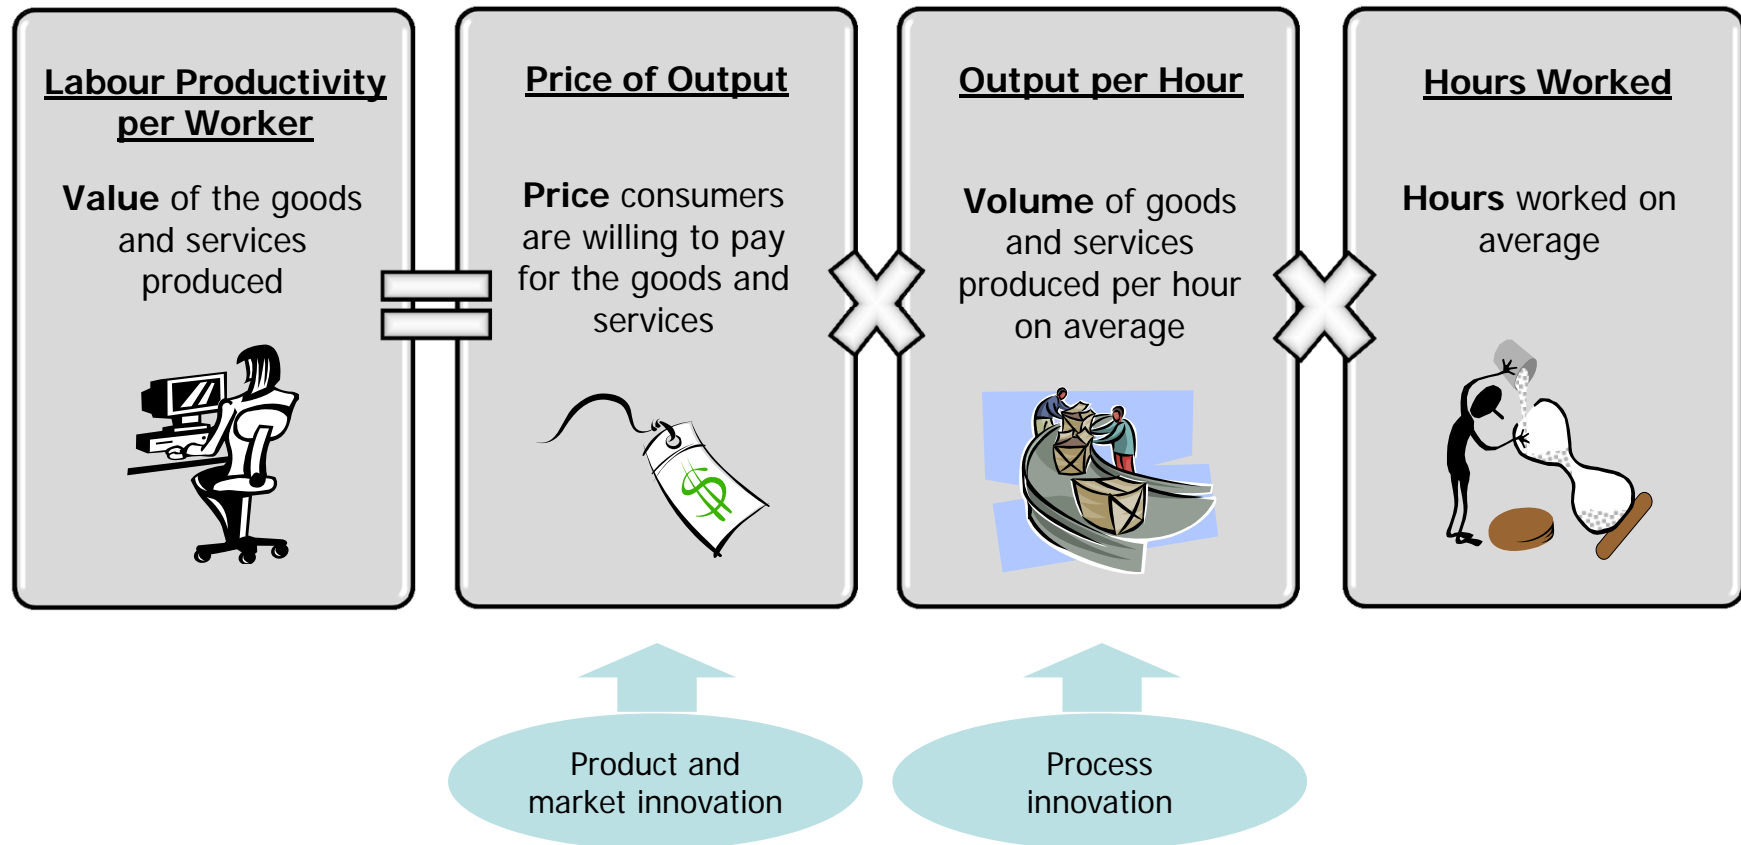 Labour Productivity
per Worker
Value of the goods
and services
produced
Price of Output
Price consumers
are willing to pay
for the goods and
services
$
Output per Hour
Volume of goods
and services
produced per hour
on average
Hours Worked
Hours worked on
average
Product and
market innovation
Process
innovation